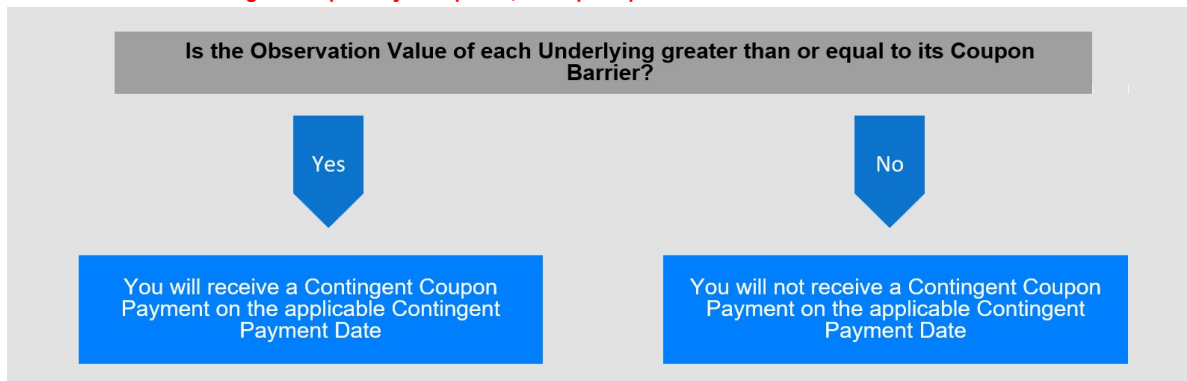 Is the Observation Value of each Underlying greater than or equal to its Coupon
Barrier?
Yes
No
You will receive a Contingent Coupon
Payment on the applicable Contingent
Payment Date
You will not receive a Contingent Coupon
Payment on the applicable Contingent
Payment Date